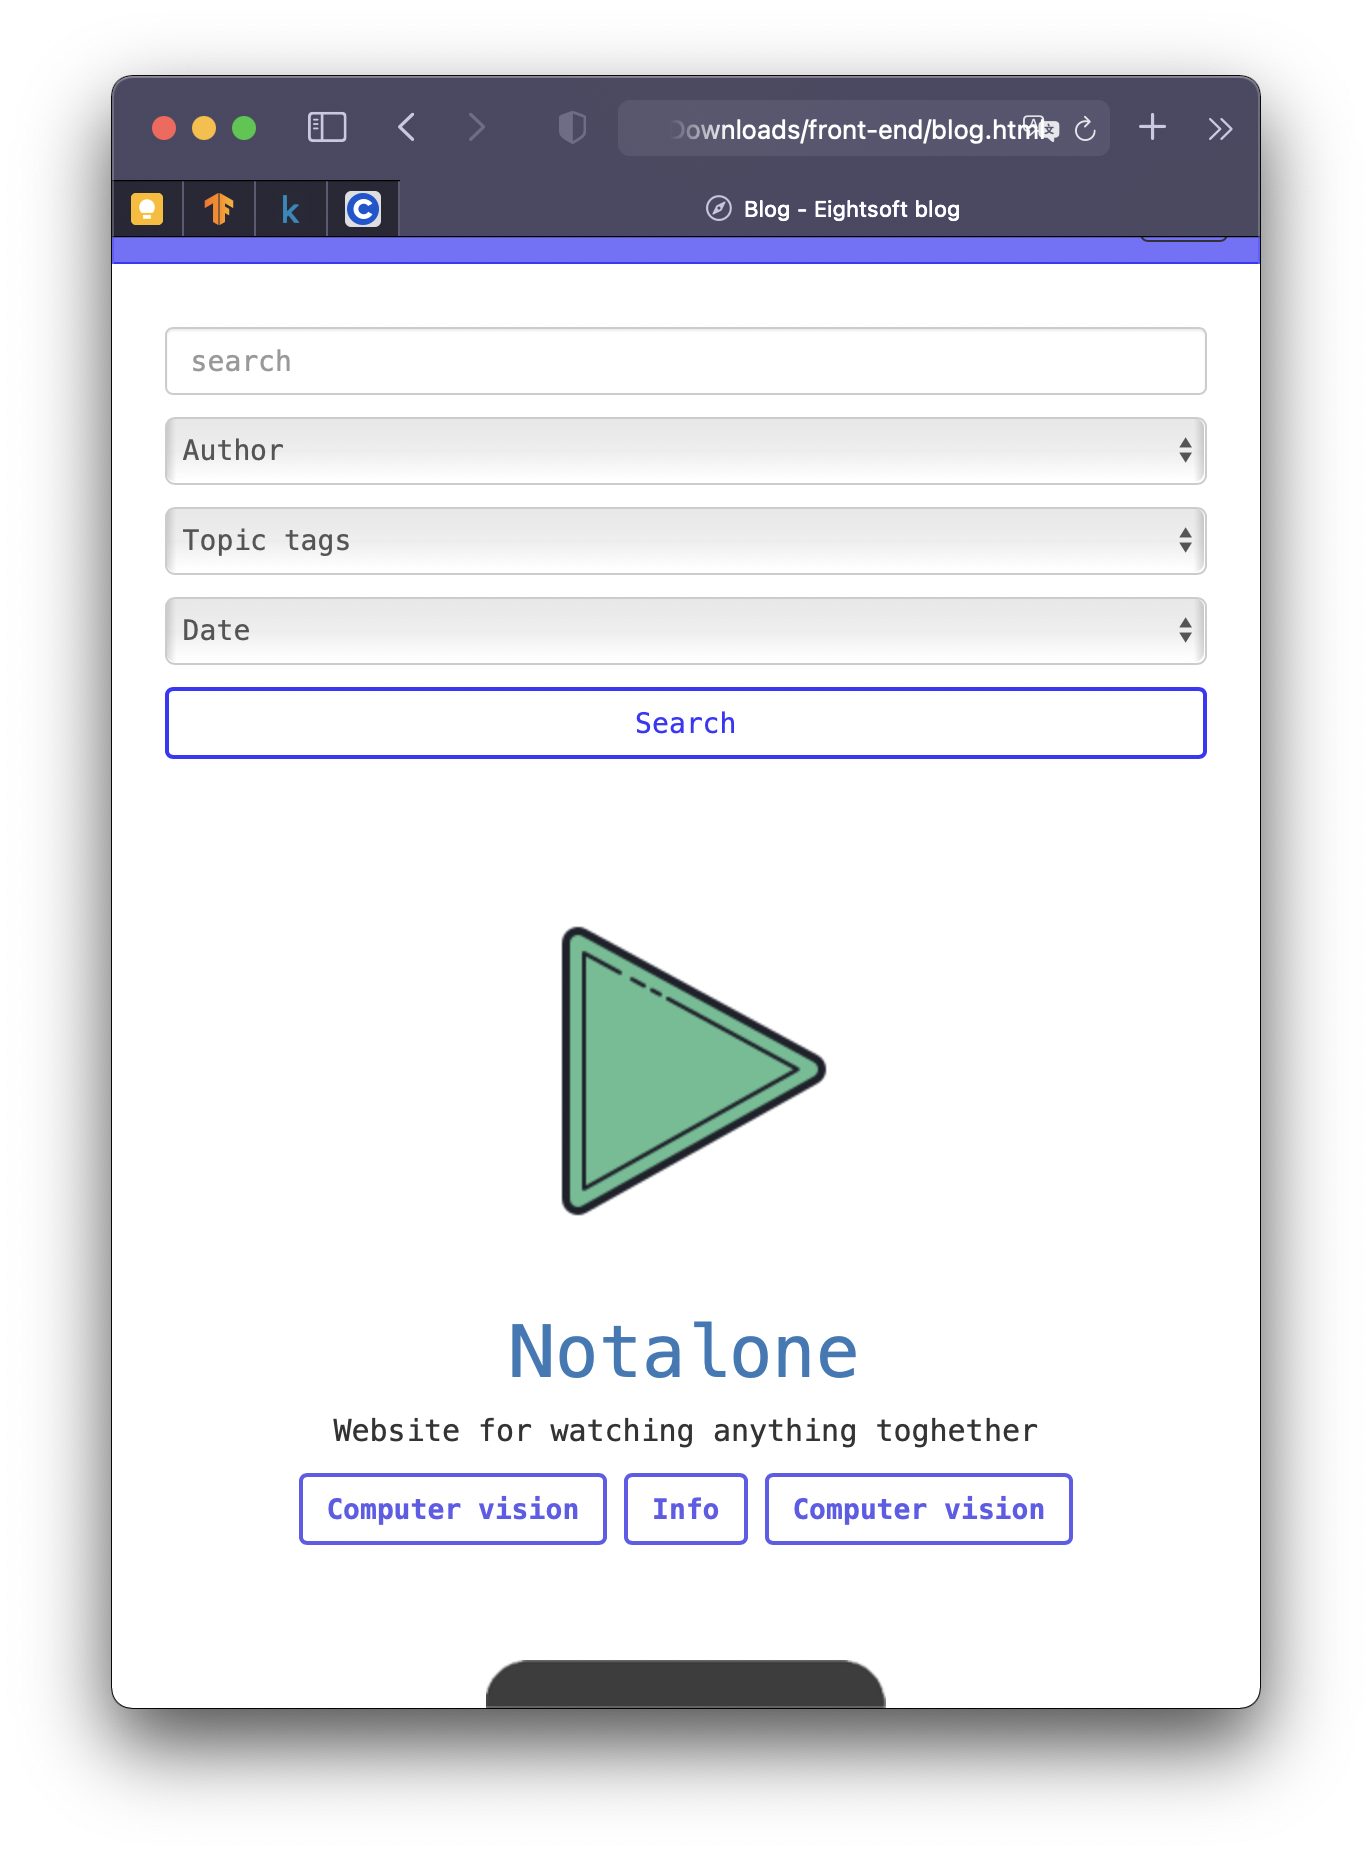 Downloads/front-end/blog.html
k
C
Blog - Eightsoft blog
search
Author
Topic tags
Date
Search
Notalone
Website for watching anything toghether
Computer vision
Info
Computer vision